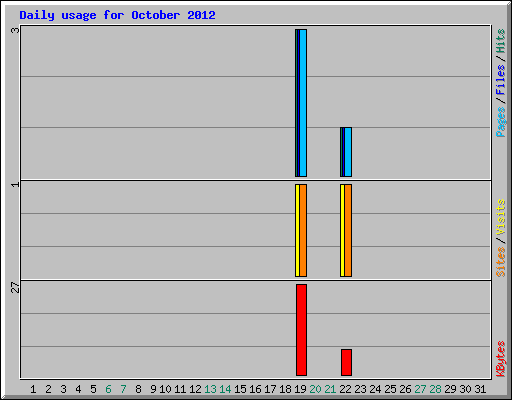 Daily usage for October 2012
3
Pages / Files / Hits
1
Sites / Visits
27
KBytes
1 2 3 4 5 6 7 8 9 10 11 12 13 14 15 16 17 18 19 20 21 22 23 24 25 26 27 28 29 30 31